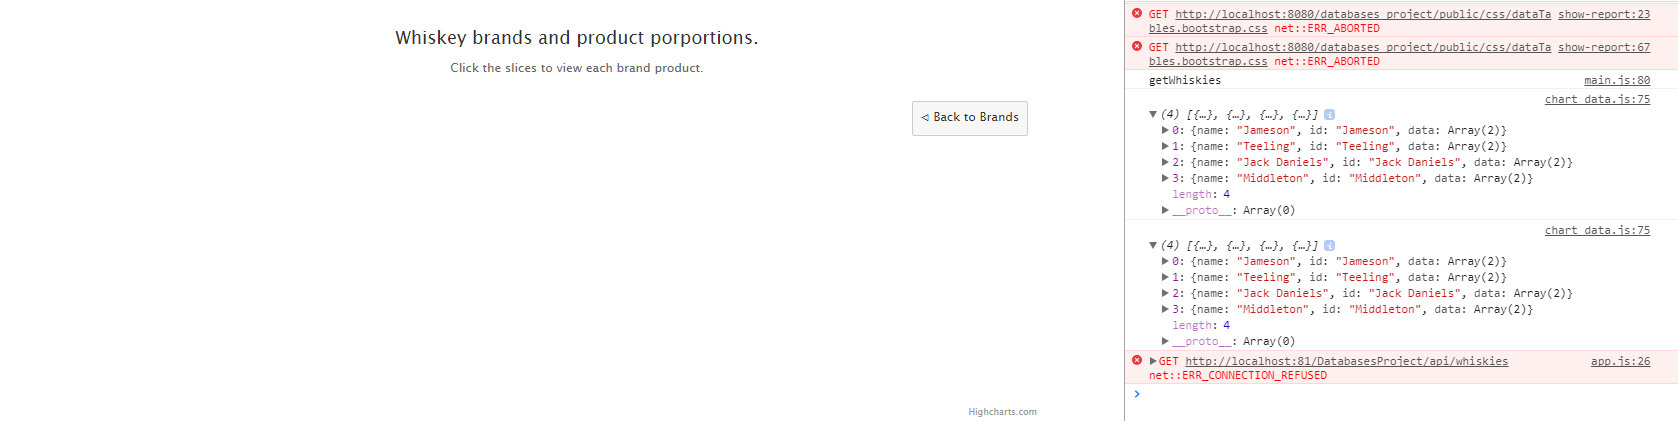 Whiskey brands and product porportions.
Click the slices to view each brand product.
◁ Back to Brands
Highcharts.com
GET http://localhost:8080/databases_project/public/css/dataTa show-report:23
bles.bootstrap.css net::ERR_ABORTED
GET http://localhost:8080/databases_project/public/css/dataTa show-report:67
bles.bootstrap.css net::ERR_ABORTED
getWhiskies main.js:80
chart_data.js:75
▼(4) [{…}, {…}, {…}, {…}] i
▶0: {name: "Jameson", id: "Jameson", data: Array(2)}
▶1: {name: "Teeling", id: "Teeling", data: Array(2)}
▶2: {name: "Jack Daniels", id: "Jack Daniels", data: Array(2)}
▶3: {name: "Middleton", id: "Middleton", data: Array(2)}
length: 4
▶__proto__: Array(0)
chart_data.js:75
▼(4) [{…}, {…}, {…}, {…}] i
▶0: {name: "Jameson", id: "Jameson", data: Array(2)}
▶1: {name: "Teeling", id: "Teeling", data: Array(2)}
▶2: {name: "Jack Daniels", id: "Jack Daniels", data: Array(2)}
▶3: {name: "Middleton", id: "Middleton", data: Array(2)}
length: 4
▶__proto__: Array(0)
▶GET http://localhost:81/DatabasesProject/api/whiskies app.js:26
net::ERR_CONNECTION_REFUSED
>